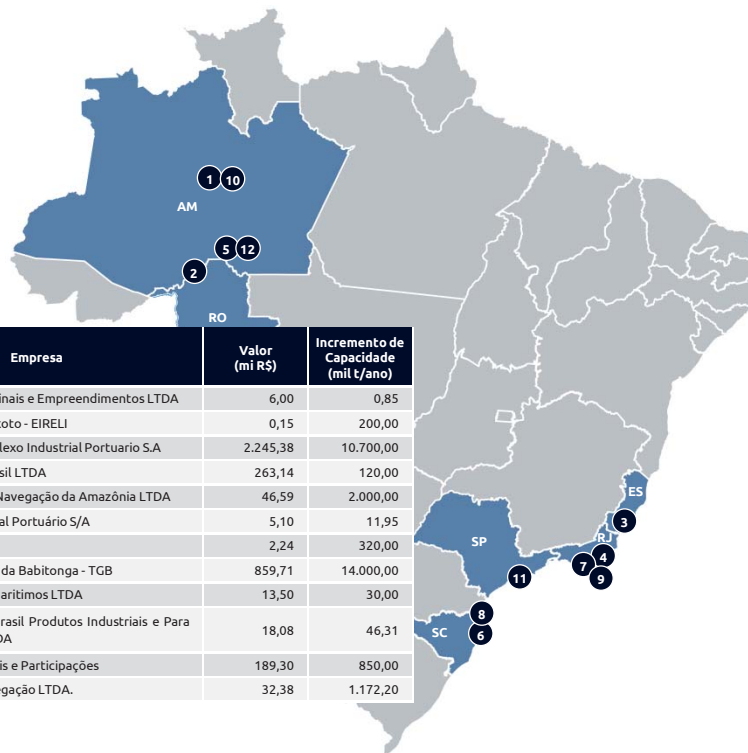 1 10
AM
5 12
2
RO
Empresa Valor (mi R$) Incremento de Capacidade (mil t/ano)
inais e Empreendimentos LTDA 6,00 0,85
oto - EIRELI 0,15 200,00
lexo Industrial Portuario S.A 2.245,38 10.700,00
sil LTDA 263,14 120,00
Navegação da Amazônia LTDA 46,59 2.000,00
al Portuário S/A 5,10 11,95
2,24 320,00
da Babitonga - TGB 859,71 14.000,00
aritimos LTDA 13,50 30,00
rasil Produtos Industriais e Para
DA 18,08 46,31
is e Participações 189,30 850,00
egação LTDA. 32,38 1.172,20
ES
3
SP
RJ
4
7
11
9
8
SC
6